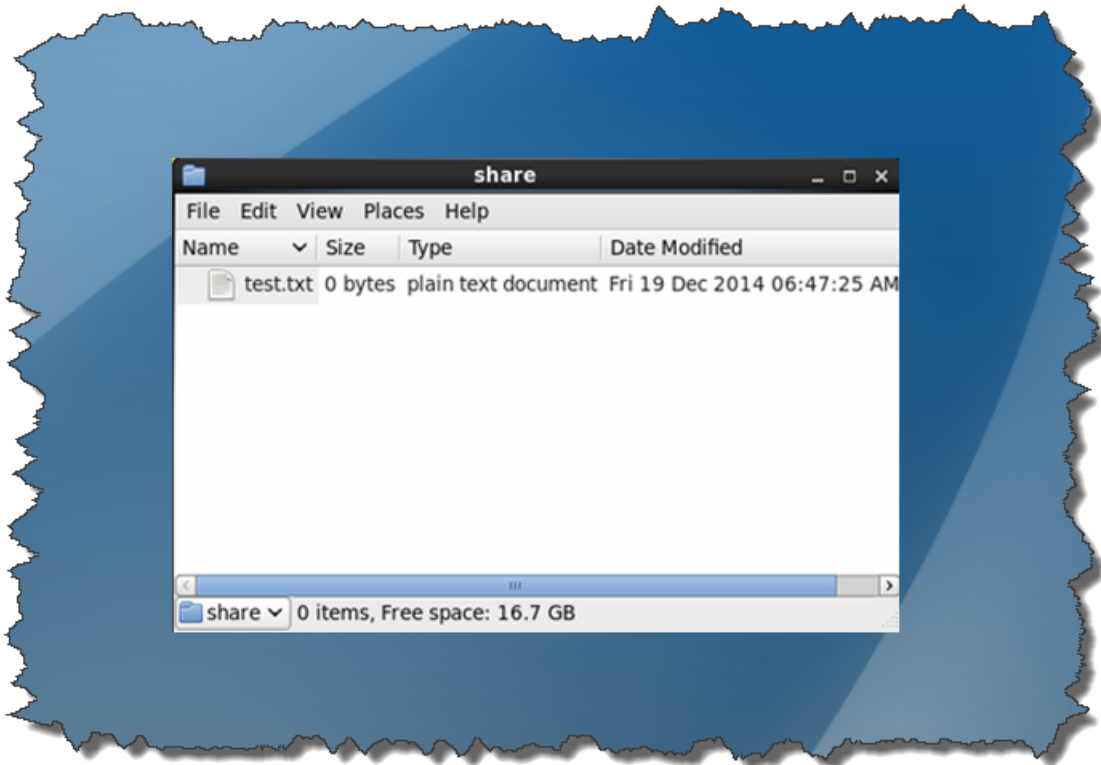 share
File Edit View Places Help
Name Size Type Date Modified
test.txt 0 bytes plain text document Fri 19 Dec 2014 06:47:25 AM
share 0 items, Free space: 16.7 GB